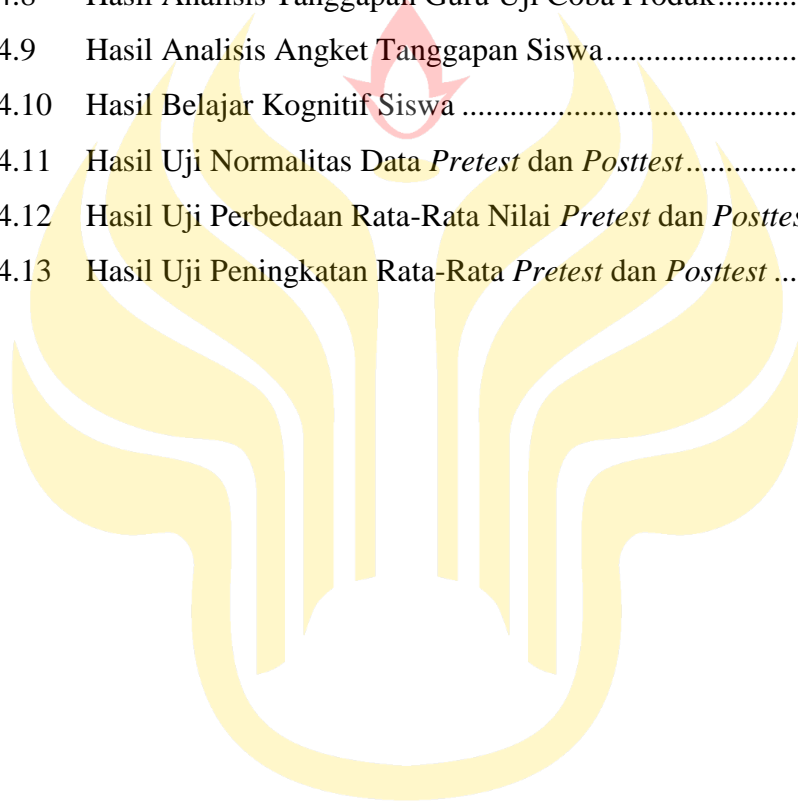 4.8 Hasil Analisis Tanggapan Guru Uji Coba Produk..........
4.9 Hasil Analisis Angket Tanggapan Siswa.........................
4.10 Hasil Belajar Kognitif Siswa ...........................................
4.11 Hasil Uji Normalitas Data Pretest dan Posttest..............
4.12 Hasil Uji Perbedaan Rata-Rata Nilai Pretest dan
4.13 Hasil Uji Peningkatan Rata-Rata Pretest dan Posttest ...